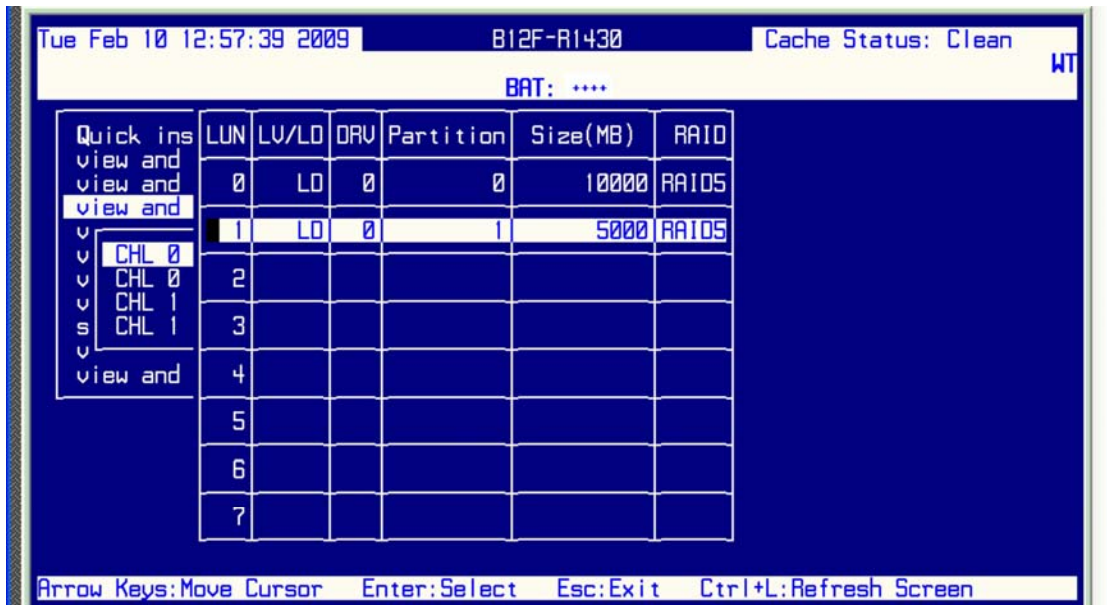 Tue Feb 10 12:57:39 2009 B12F-R1430 Cache Status: Clean
WT
BAT: ++++
Quick ins LUN LV/LD DRV Partition Size(MB) RAID
view and
view and 0 LD 0 0 10000 RAID5
view and
v 1 LD 0 1 5000 RAID5
v CHL 0
v CHL 0 2
v CHL 1
s CHL 1 3
v
view and 4
5
6
7
Arrow Keys:Move Cursor Enter:Select Esc:Exit Ctrl+L:Refresh Screen